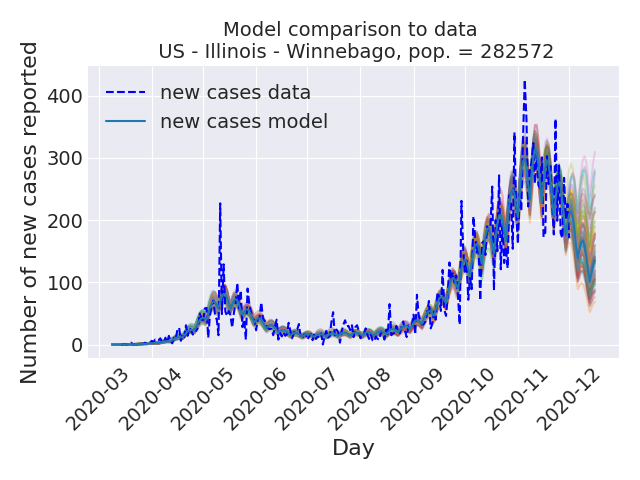 Model comparison to data
US - Illinois - Winnebago, pop. = 282572
Number of new cases reported
400
300
200
100
0
new cases data
new cases model
2020-03
2020-04
2020-05
2020-06
2020-07
2020-08
2020-09
2020-10
2020-11
2020-12
Day